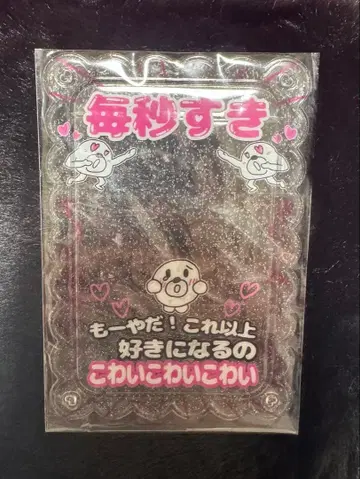 毎秒すき
もーやだ！これ以上
好きになるの
こわいこわいこわい